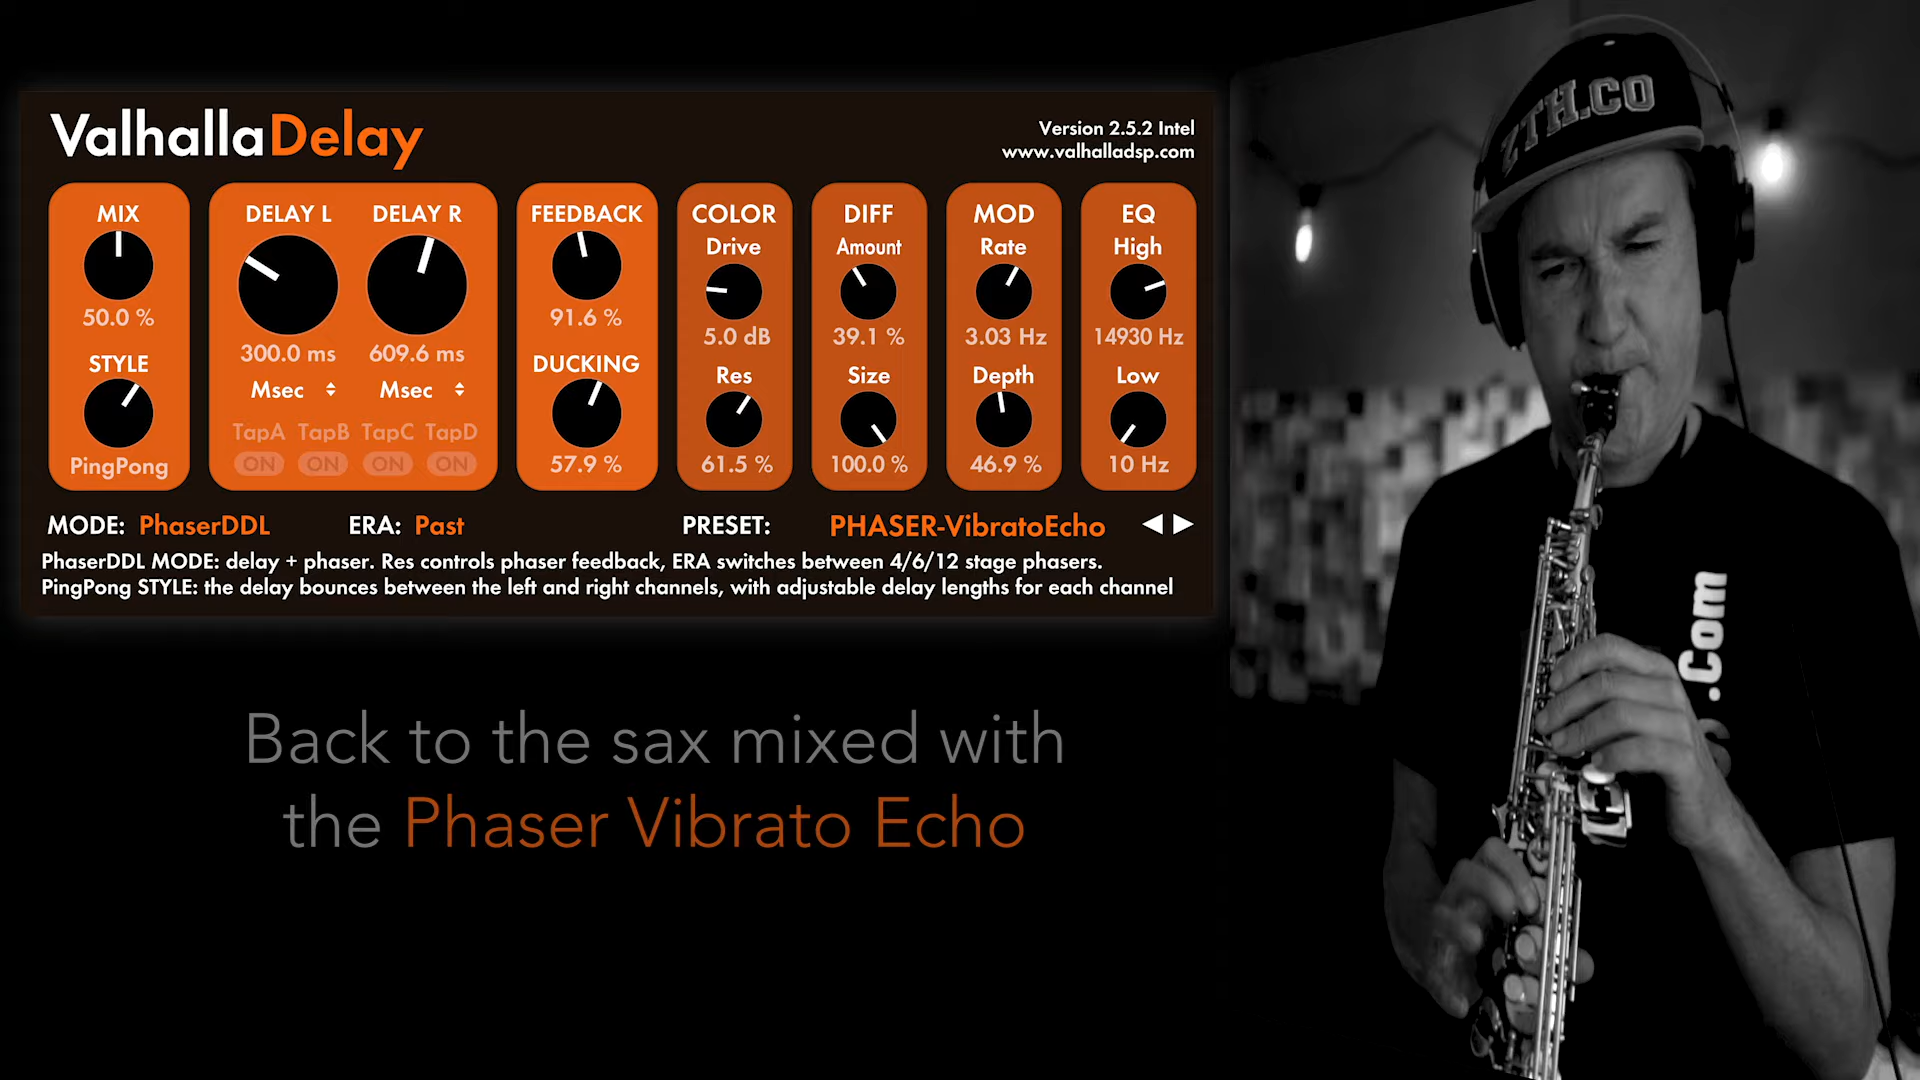 ValhallaDelay
Version 2.5.2 Intel
www.valhalladsp.com
MIX
50.0 %
STYLE
PingPong
DELAY L DELAY R
300.0 ms 609.6 ms
Msec Msec
TapA TapB TapC TapD
ON ON ON ON
FEEDBACK
91.6 %
DUCKING
57.9 %
COLOR
Drive
5.0 dB
Res
61.5 %
DIFF
Amount
39.1 %
Size
100.0 %
MOD
Rate
3.03 Hz
Depth
46.9 %
EQ
High
14930 Hz
Low
10 Hz
MODE: PhaserDDL ERA: Past PRESET: PHASER-VibratoEcho
PhaserDDL MODE: delay + phaser. Res controls phaser feedback, ERA switches between 4/6/12 stage phasers.
PingPong STYLE: the delay bounces between the left and right channels, with adjustable delay lengths for each channel
Back to the sax mixed with
the Phaser Vibrato Echo
ZTH.CO
.Com